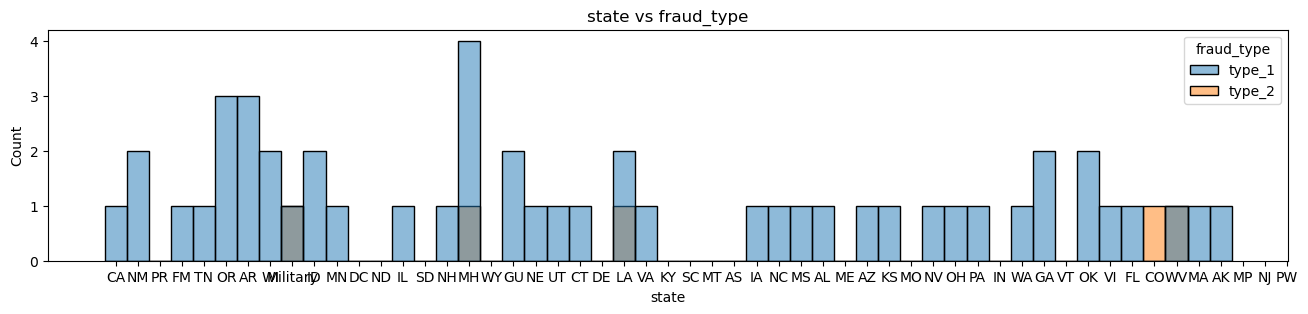 state vs fraud_type
fraud_type
type_1
type_2
4
3
2
1
0
Count
CA NM PR FM TN OR AR WI Military ID MN DC ND IL SD NH MH WY GU NE UT CT DE LA VA KY SC MT AS IA NC MS AL ME AZ KS MO NV OH PA IN WA GA VT OK VI FL CO WV MA AK MP NJ PW
state